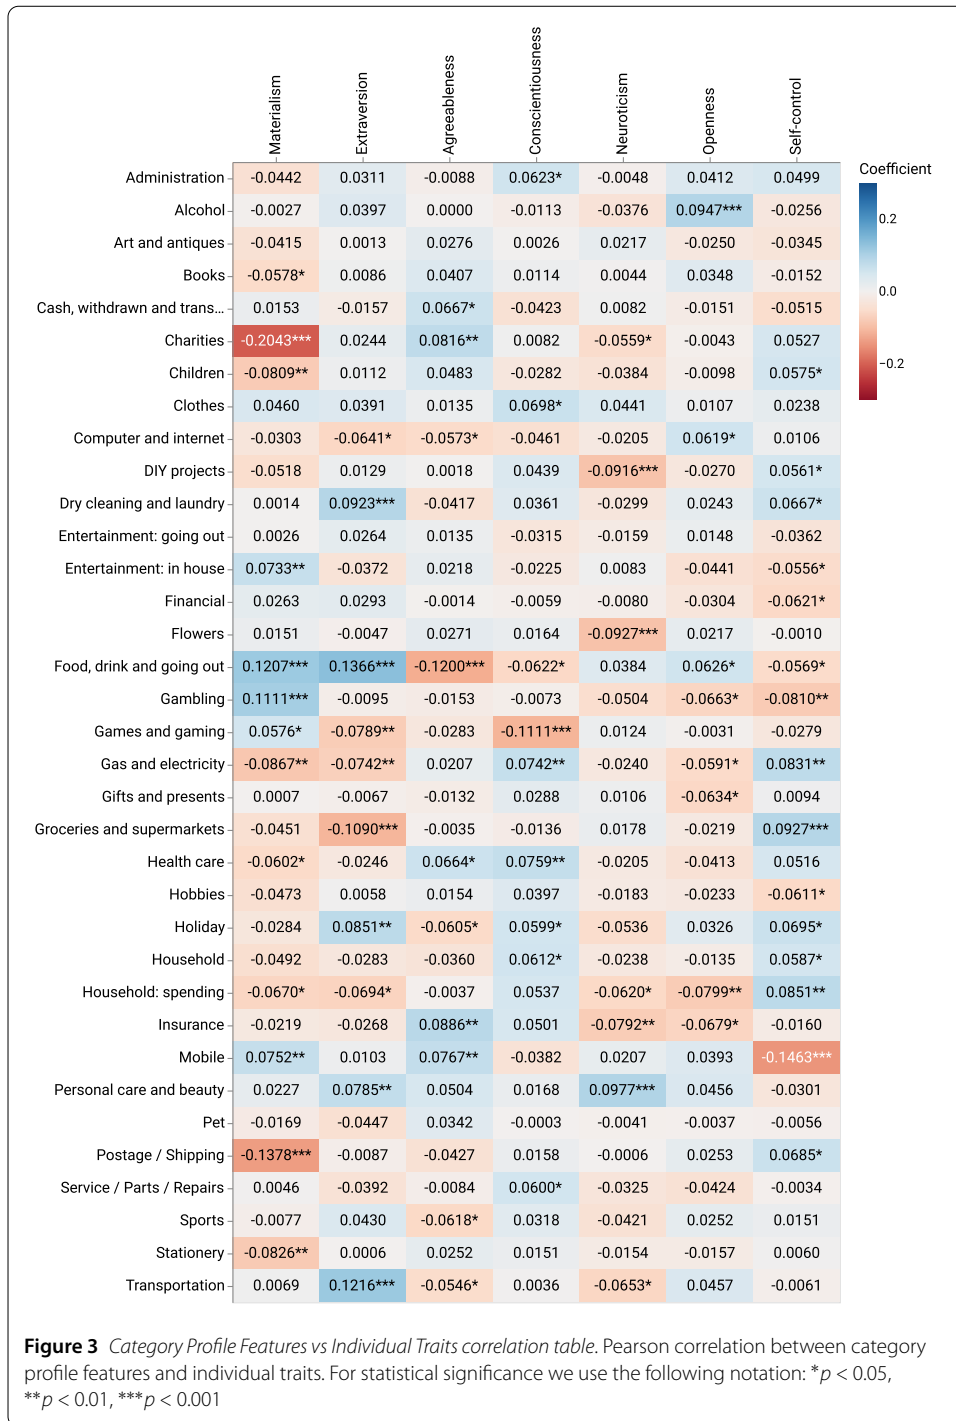 Materialism Extraversion Agreeableness Conscientiousness Neuroticism Openness Self-control
Coefficient
0.2
0.0
−0.2
Administration -0.0442 0.0311 -0.0088 0.0623* -0.0048 0.0412 0.0499
Alcohol -0.0027 0.0397 0.0000 -0.0113 -0.0376 0.0947*** -0.0256
Art and antiques -0.0415 0.0013 0.0276 0.0026 0.0217 -0.0250 -0.0345
Books -0.0578* 0.0086 0.0407 0.0114 0.0044 0.0348 -0.0152
Cash, withdrawn and trans… 0.0153 -0.0157 0.0667* -0.0423 0.0082 -0.0151 -0.0515
Charities -0.2043*** 0.0244 0.0816** 0.0082 -0.0559* -0.0043 0.0527
Children -0.0809** 0.0112 0.0483 -0.0282 -0.0384 -0.0098 0.0575*
Clothes 0.0460 0.0391 0.0135 0.0698* 0.0441 0.0107 0.0238
Computer and internet -0.0303 -0.0641* -0.0573* -0.0461 -0.0205 0.0619* 0.0106
DIY projects -0.0518 0.0129 0.0018 0.0439 -0.0916*** -0.0270 0.0561*
Dry cleaning and laundry 0.0014 0.0923*** -0.0417 0.0361 -0.0299 0.0243 0.0667*
Entertainment: going out 0.0026 0.0264 0.0135 -0.0315 -0.0159 0.0148 -0.0362
Entertainment: in house 0.0733** -0.0372 0.0218 -0.0225 0.0083 -0.0441 -0.0556*
Financial 0.0263 0.0293 -0.0014 -0.0059 -0.0080 -0.0304 -0.0621*
Flowers 0.0151 -0.0047 0.0271 0.0164 -0.0927*** 0.0217 -0.0010
Food, drink and going out 0.1207*** 0.1366*** -0.1200*** -0.0622* 0.0384 0.0626* -0.0569*
Gambling 0.1111*** -0.0095 -0.0153 -0.0073 -0.0504 -0.0663* -0.0810**
Games and gaming 0.0576* -0.0789** -0.0283 -0.1111*** 0.0124 -0.0031 -0.0279
Gas and electricity -0.0867** -0.0742** 0.0207 0.0742** -0.0240 -0.0591* 0.0831**
Gifts and presents 0.0007 -0.0067 -0.0132 0.0288 0.0106 -0.0634* 0.0094
Groceries and supermarkets -0.0451 -0.1090*** -0.0035 -0.0136 0.0178 -0.0219 0.0927***
Health care -0.0602* -0.0246 0.0664* 0.0759** -0.0205 -0.0413 0.0516
Hobbies -0.0473 0.0058 0.0154 0.0397 -0.0183 -0.0233 -0.0611*
Holiday -0.0284 0.0851** -0.0605* 0.0599* -0.0536 0.0326 0.0695*
Household -0.0492 -0.0283 -0.0360 0.0612* -0.0238 -0.0135 0.0587*
Household: spending -0.0670* -0.0694* -0.0037 0.0537 -0.0620* -0.0799** 0.0851**
Insurance -0.0219 -0.0268 0.0886** 0.0501 -0.0792** -0.0679* -0.0160
Mobile 0.0752** 0.0103 0.0767** -0.0382 0.0207 0.0393 -0.1463***
Personal care and beauty 0.0227 0.0785** 0.0504 0.0168 0.0977*** 0.0456 -0.0301
Pet -0.0169 -0.0447 0.0342 -0.0003 -0.0041 -0.0037 -0.0056
Postage / Shipping -0.1378*** -0.0087 -0.0427 0.0158 -0.0006 0.0253 0.0685*
Service / Parts / Repairs 0.0046 -0.0392 -0.0084 0.0600* -0.0325 -0.0424 -0.0034
Sports -0.0077 0.0430 -0.0618* 0.0318 -0.0421 0.0252 0.0151
Stationery -0.0826** 0.0006 0.0252 0.0151 -0.0154 -0.0157 0.0060
Transportation 0.0069 0.1216*** -0.0546* 0.0036 -0.0653* 0.0457 -0.0061
Figure 3 Category Profile Features vs Individual Traits correlation table. Pearson correlation between category
profile features and individual traits. For statistical significance we use the following notation: *p < 0.05,
**p < 0.01, ***p < 0.001